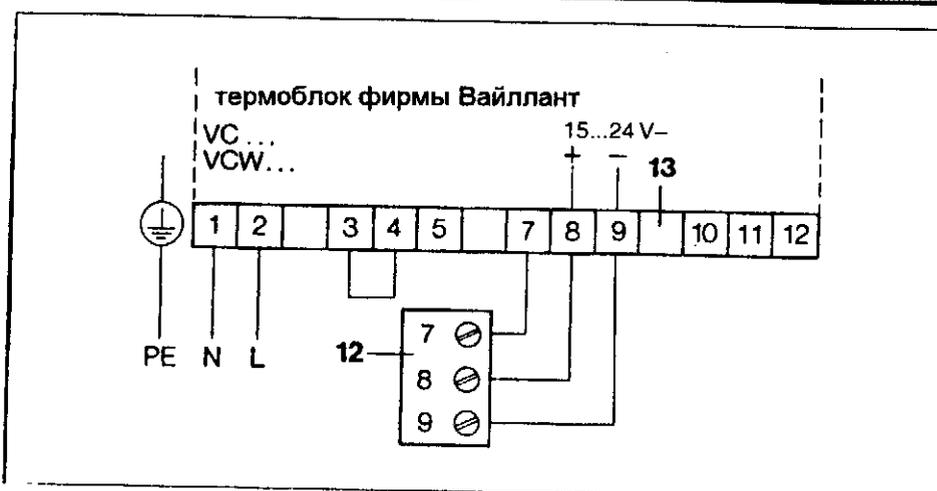 термоблок фирмы Вайллант
VC ...
VCW...
15...24 V–
+ –
13
1 2 3 4 5 7 8 9 10 11 12
7
12
8
9
PE N L